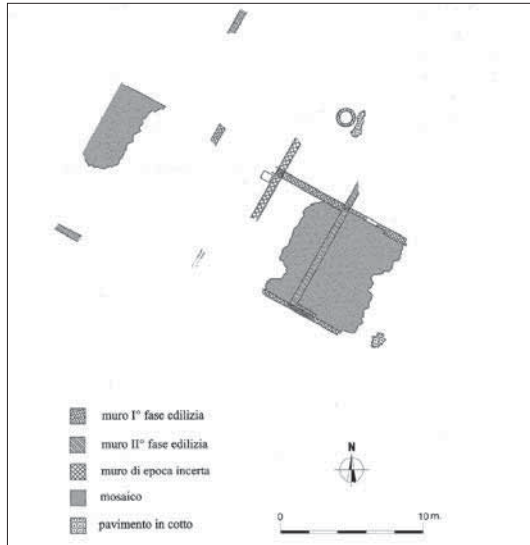 muro I° fase edilizia
muro II° fase edilizia
muro di epoca incerta
mosaico
pavimento in cotto
N
0 10 m.